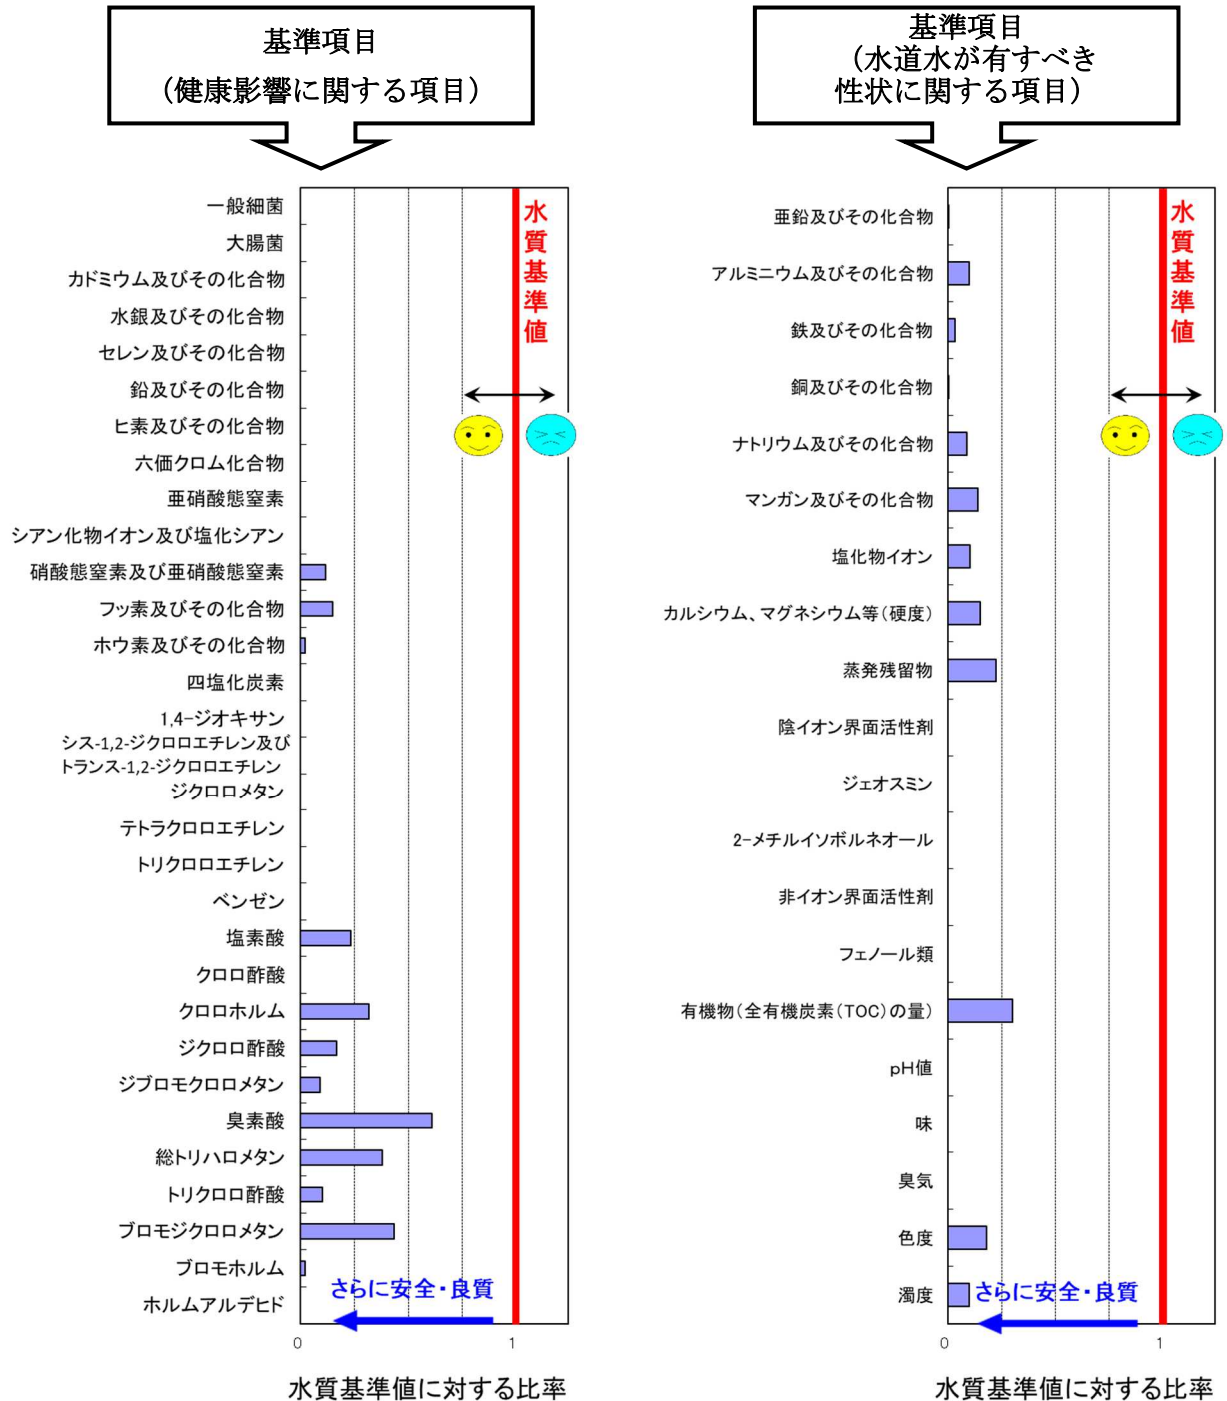 基準項目
（健康影響に関する項目）
一般細菌
大腸菌
カドミウム及びその化合物
水銀及びその化合物
セレン及びその化合物
鉛及びその化合物
ヒ素及びその化合物
六価クロム化合物
亜硝酸態窒素
シアン化物イオン及び塩化シアン
硝酸態窒素及び亜硝酸態窒素
フッ素及びその化合物
ホウ素及びその化合物
四塩化炭素
1,4-ジオキサン
シス-1,2-ジクロロエチレン及び
トランス-1,2-ジクロロエチレン
ジクロロメタン
テトラクロロエチレン
トリクロロエチレン
ベンゼン
塩素酸
クロロ酢酸
クロロホルム
ジクロロ酢酸
ジブロモクロロメタン
臭素酸
総トリハロメタン
トリクロロ酢酸
ブロモジクロロメタン
ブロモホルム
ホルムアルデヒド
水質基準値
さらに安全・良質
0
1
水質基準値に対する比率
基準項目
（水道水が有すべき
性状に関する項目）
亜鉛及びその化合物
アルミニウム及びその化合物
鉄及びその化合物
銅及びその化合物
ナトリウム及びその化合物
マンガン及びその化合物
塩化物イオン
カルシウム、マグネシウム等（硬度）
蒸発残留物
陰イオン界面活性剤
ジェオスミン
2-メチルイソボルネオール
非イオン界面活性剤
フェノール類
有機物（全有機炭素（TOC）の量）
pH値
味
臭気
色度
濁度
水質基準値
さらに安全・良質
0
1
水質基準値に対する比率